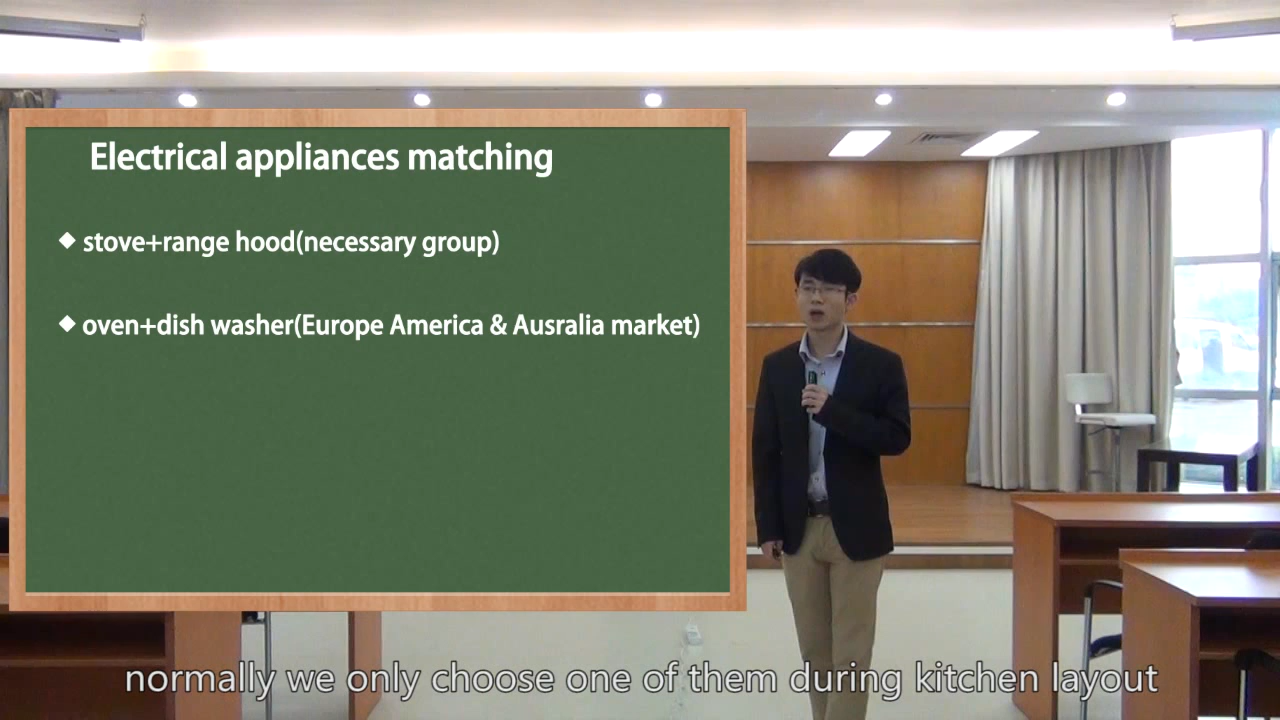 Electrical appliances matching
◆ stove+range hood(necessary group)
◆ oven+dish washer(Europe America & Ausralia market)
normally we only choose one of them during kitchen layout